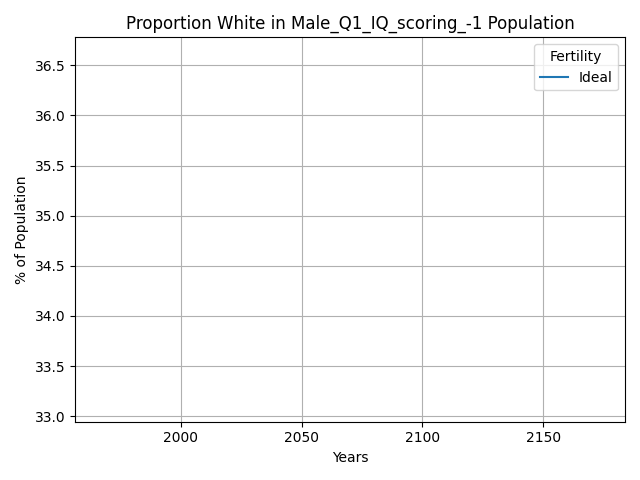 Proportion White in Male_Q1_IQ_scoring_-1 Population
Fertility
Ideal
36.5
36.0
35.5
35.0
34.5
34.0
33.5
33.0
% of Population
2000 2050 2100 2150
Years